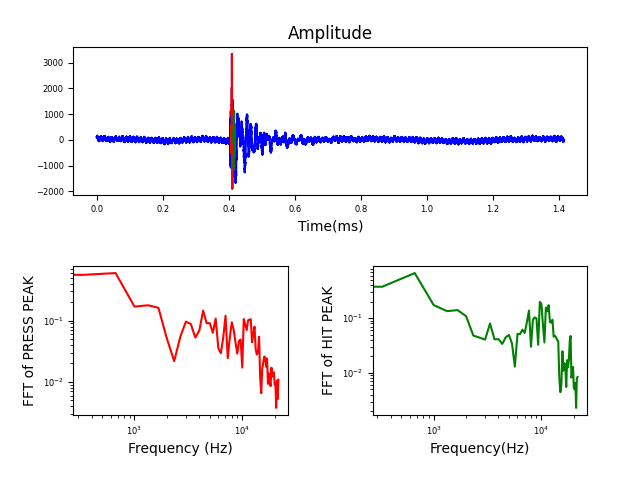 Amplitude
3000
2000
1000
0
−1000
−2000
0.0 0.2 0.4 0.6 0.8 1.0 1.2 1.4
Time(ms)
FFT of PRESS PEAK
10⁻¹
10⁻²
10³ 10⁴
Frequency (Hz)
FFT of HIT PEAK
10⁻¹
10⁻²
10³ 10⁴
Frequency(Hz)